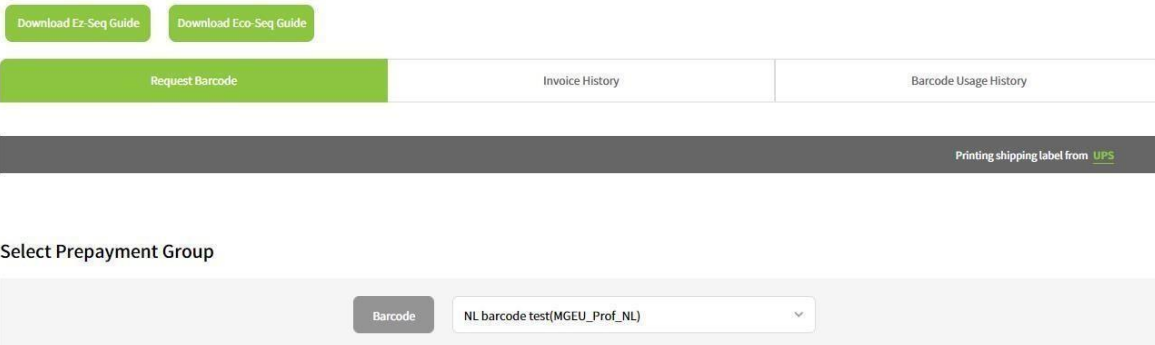 Download Ez-Seq Guide Download Eco-Seq Guide
Request Barcode Invoice History Barcode Usage History
Printing shipping label from UPS
Select Prepayment Group
Barcode NL barcode test(MGEU_Prof_NL)